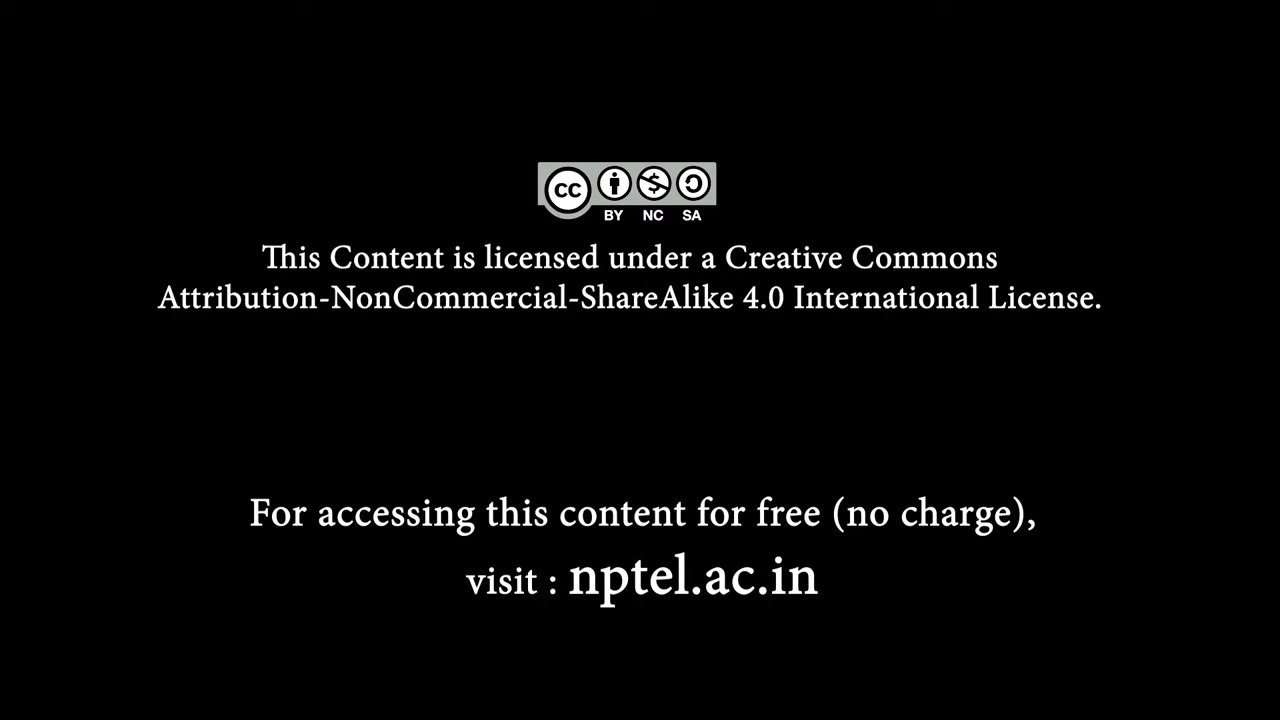 cc
BY NC SA
This Content is licensed under a Creative Commons
Attribution-NonCommercial-ShareAlike 4.0 International License.
For accessing this content for free (no charge),
visit : nptel.ac.in